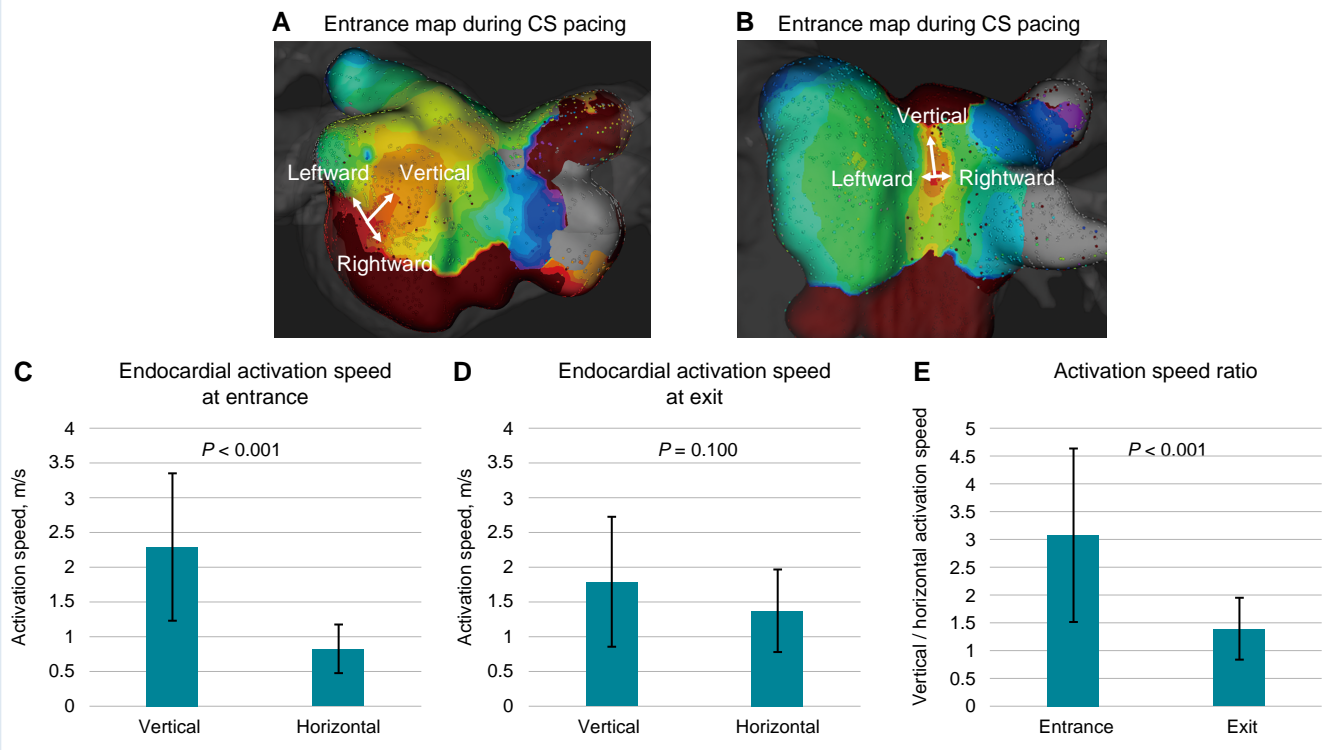 A Entrance map during CS pacing
Leftward
Vertical
Rightward
B Entrance map during CS pacing
Vertical
Leftward
Rightward
C Endocardial activation speed
at entrance
Activation speed, m/s
4
3.5
3
2.5
2
1.5
1
0.5
0
P < 0.001
Vertical
Horizontal
D Endocardial activation speed
at exit
Activation speed, m/s
4
3.5
3
2.5
2
1.5
1
0.5
0
P = 0.100
Vertical
Horizontal
E Activation speed ratio
Vertical / horizontal activation speed
5
4.5
4
3.5
3
2.5
2
1.5
1
0.5
0
P < 0.001
Entrance
Exit